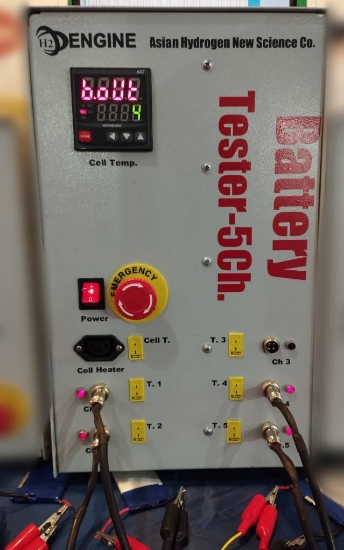 H2
ENGINE
Asian Hydrogen New Science Co.
Battery
Tester-5Ch.
4
Cell Temp.
EMERGENCY
Power
Cell T.
Cell Heater
T. 3
Ch 3
T. 1
T. 4
T. 2
T. 5